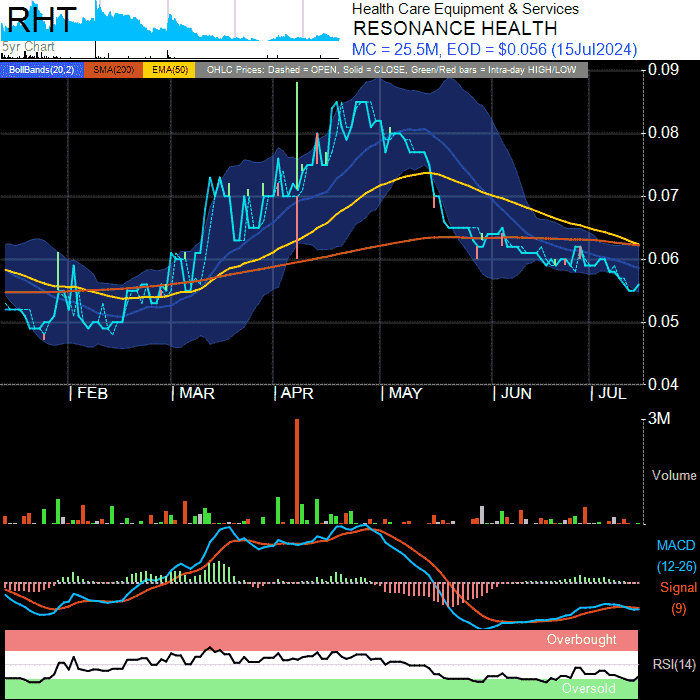 RHT
5yr Chart
Health Care Equipment & Services
RESONANCE HEALTH
MC = 25.5M, EOD = $0.056 (15Jul2024)
BollBands(20,2) SMA(200) EMA(50) OHLC Prices: Dashed = OPEN, Solid = CLOSE, Green/Red bars = Intra-day HIGH/LOW
0.09
0.08
0.07
0.06
0.05
0.04
FEB MAR APR MAY JUN JUL
3M
Volume
MACD
(12-26)
Signal
(9)
Overbought
RSI(14)
Oversold